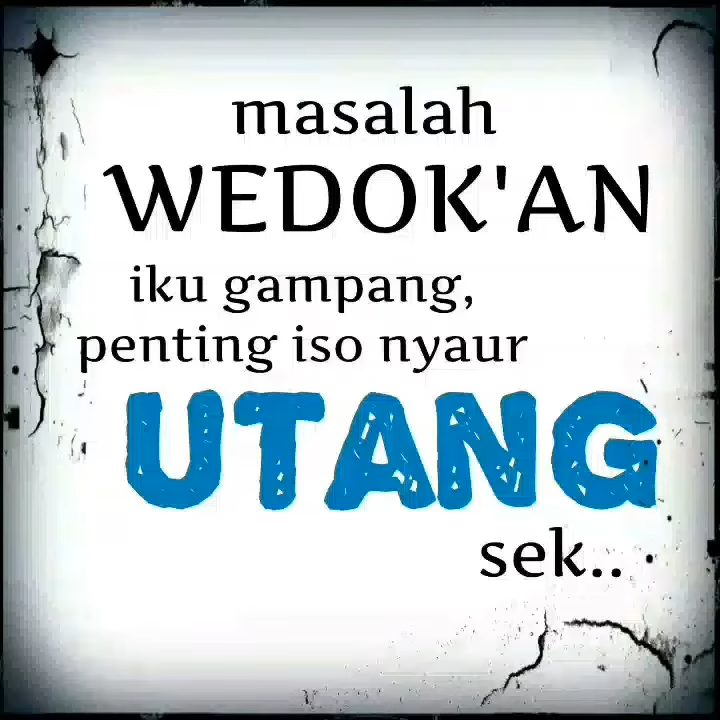 masalah
WEDOK'AN
iku gampang,
penting iso nyaur
UTANG
sek..